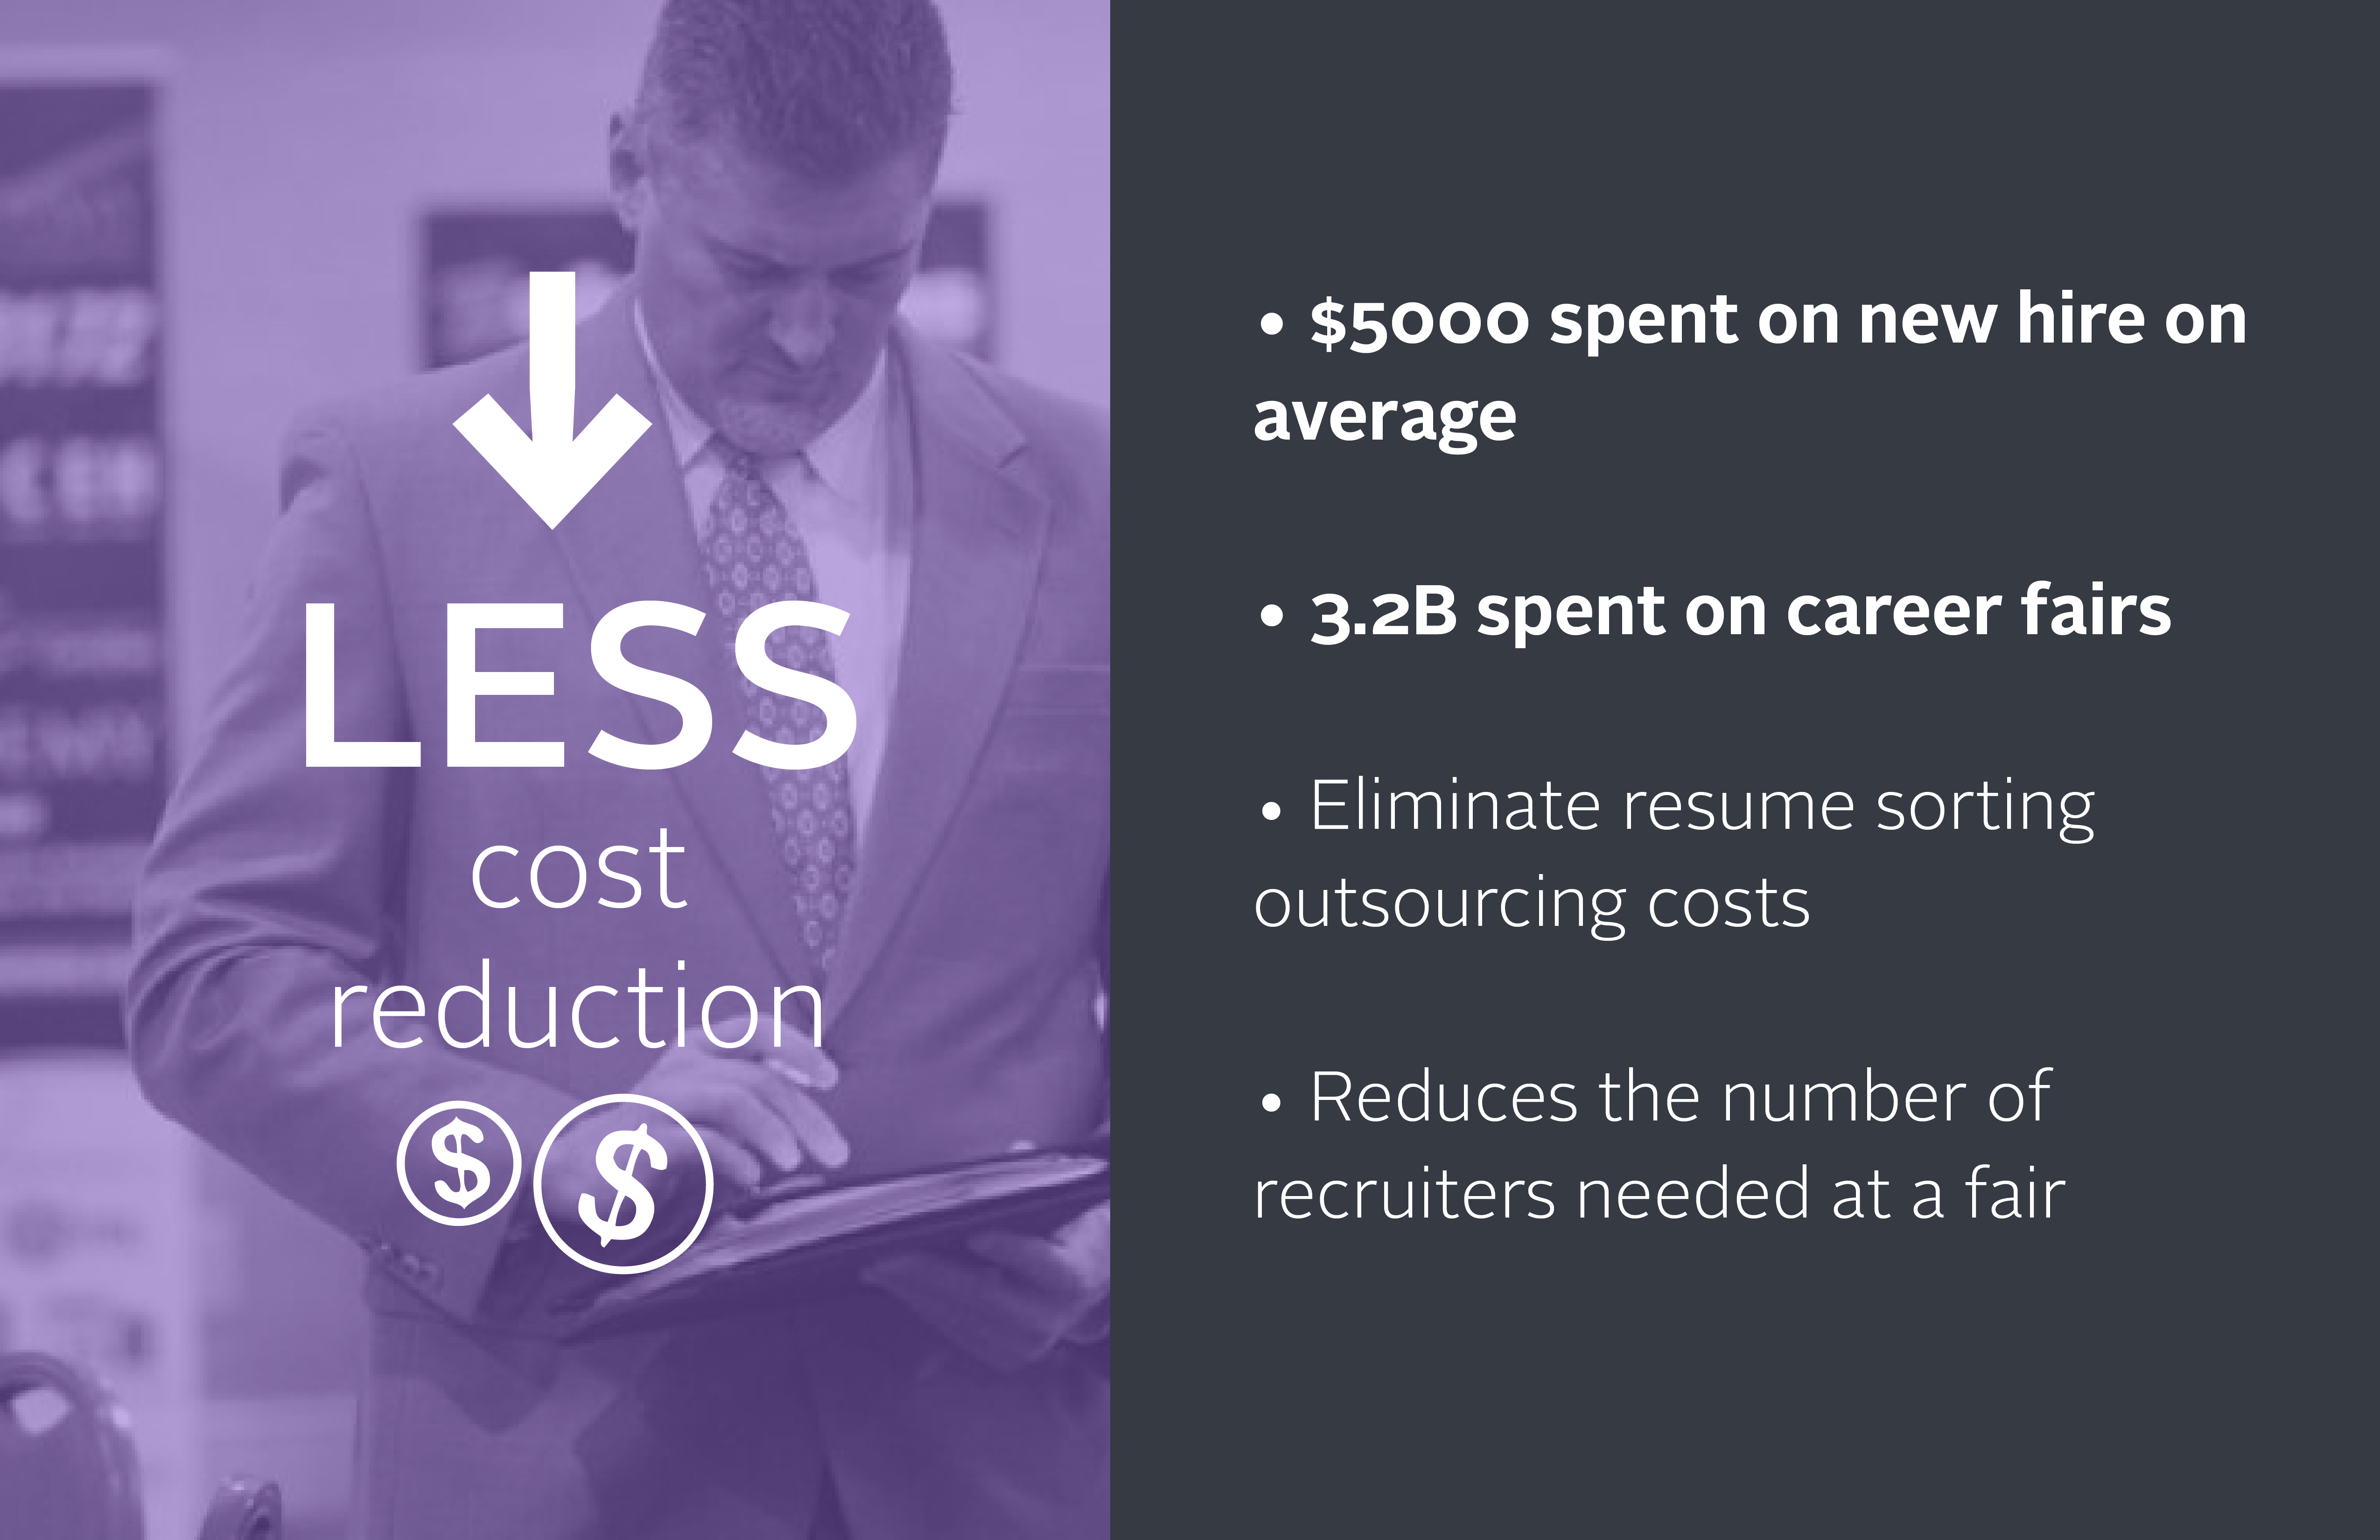 LESS
cost
reduction
$ $
• $5000 spent on new hire on
average
• 3.2B spent on career fairs
• Eliminate resume sorting
outsourcing costs
• Reduces the number of
recruiters needed at a fair